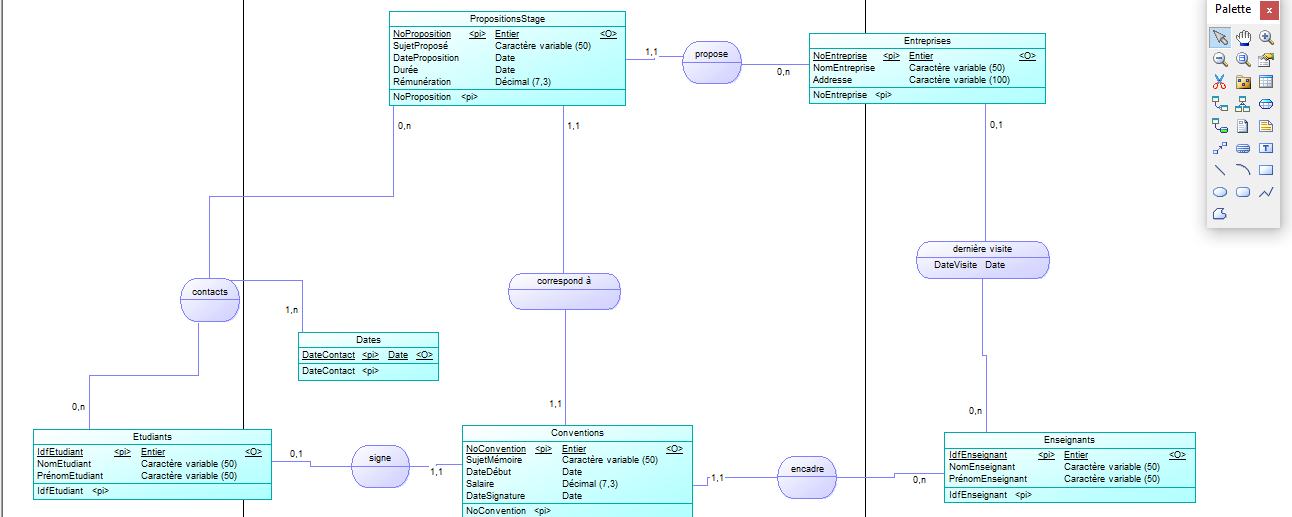 Palette
x
PropositionsStage
NoProposition <pi> Entier <O>
SujetProposé Caractère variable (50)
DateProposition Date
Durée Date
Rémunération Décimal (7,3)
NoProposition <pi>
1,1
propose
0,n
Entreprises
NoEntreprise <pi> Entier <O>
NomEntreprise Caractère variable (50)
Addresse Caractère variable (100)
NoEntreprise <pi>
0,n
1,1
0,1
dernière visite
DateVisite Date
contacts
correspond à
1,n
Dates
DateContact <pi> Date <O>
DateContact <pi>
0,n
1,1
0,n
Etudiants
IdfEtudiant <pi> Entier <O>
NomEtudiant Caractère variable (50)
PrénomEtudiant Caractère variable (50)
IdfEtudiant <pi>
0,1
signe
1,1
Conventions
NoConvention <pi> Entier <O>
SujetMémoire Caractère variable (50)
DateDébut Date
Salaire Décimal (7,3)
DateSignature Date
NoConvention <pi>
1,1
encadre
0,n
Enseignants
IdfEnseignant <pi> Entier <O>
NomEnseignant Caractère variable (50)
PrénomEnseignant Caractère variable (50)
IdfEnseignant <pi>